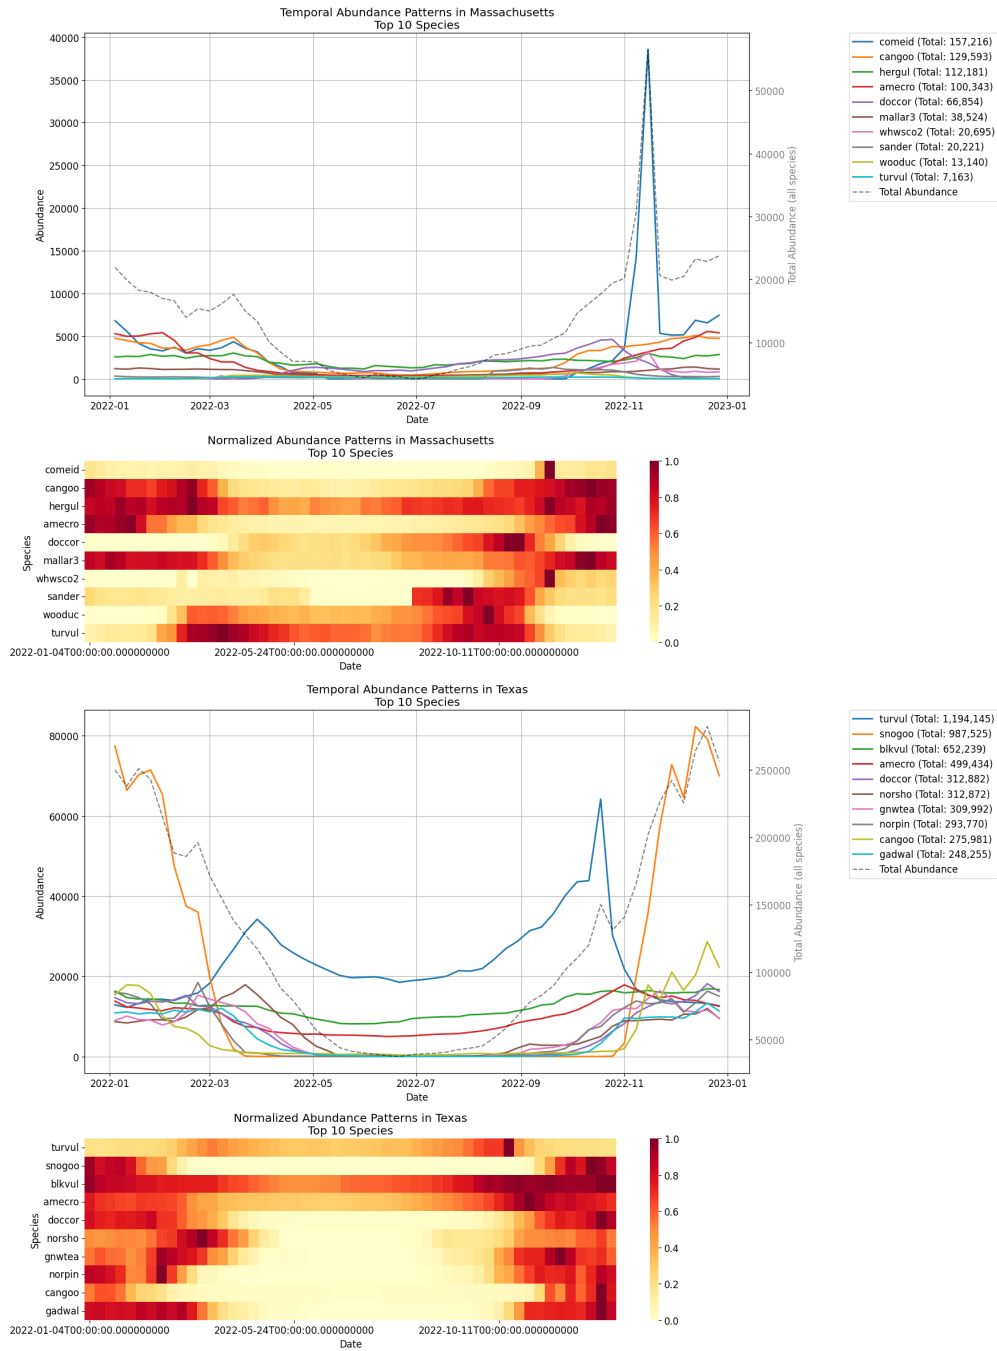 Temporal Abundance Patterns in Massachusetts
Top 10 Species
40000
35000
30000
25000
20000
15000
10000
5000
0
Abundance
50000
40000
30000
20000
10000
Total Abundance (all species)
2022-01
2022-03
2022-05
2022-07
2022-09
2022-11
2023-01
Date
comeid (Total: 157,216)
cangoo (Total: 129,593)
hergul (Total: 112,181)
amecro (Total: 100,343)
doccor (Total: 66,854)
mallar3 (Total: 38,524)
whwsco2 (Total: 20,695)
sander (Total: 20,221)
wooduc (Total: 13,140)
turvul (Total: 7,163)
Total Abundance
Normalized Abundance Patterns in Massachusetts
Top 10 Species
comeid
cangoo
hergul
amecro
doccor
mallar3
whwsco2
sander
wooduc
turvul
Species
1.0
0.8
0.6
0.4
0.2
0.0
2022-01-04T00:00:00.000000000
2022-05-24T00:00:00.000000000
2022-10-11T00:00:00.000000000
Date
Temporal Abundance Patterns in Texas
Top 10 Species
80000
60000
40000
20000
0
Abundance
250000
200000
150000
100000
50000
Total Abundance (all species)
2022-01
2022-03
2022-05
2022-07
2022-09
2022-11
2023-01
Date
turvul (Total: 1,194,145)
snogoo (Total: 987,525)
blkvul (Total: 652,239)
amecro (Total: 499,434)
doccor (Total: 312,882)
norsho (Total: 312,872)
gnwtea (Total: 309,992)
norpin (Total: 293,770)
cangoo (Total: 275,981)
gadwal (Total: 248,255)
Total Abundance
Normalized Abundance Patterns in Texas
Top 10 Species
turvul
snogoo
blkvul
amecro
doccor
norsho
gnwtea
norpin
cangoo
gadwal
Species
1.0
0.8
0.6
0.4
0.2
0.0
2022-01-04T00:00:00.000000000
2022-05-24T00:00:00.000000000
2022-10-11T00:00:00.000000000
Date